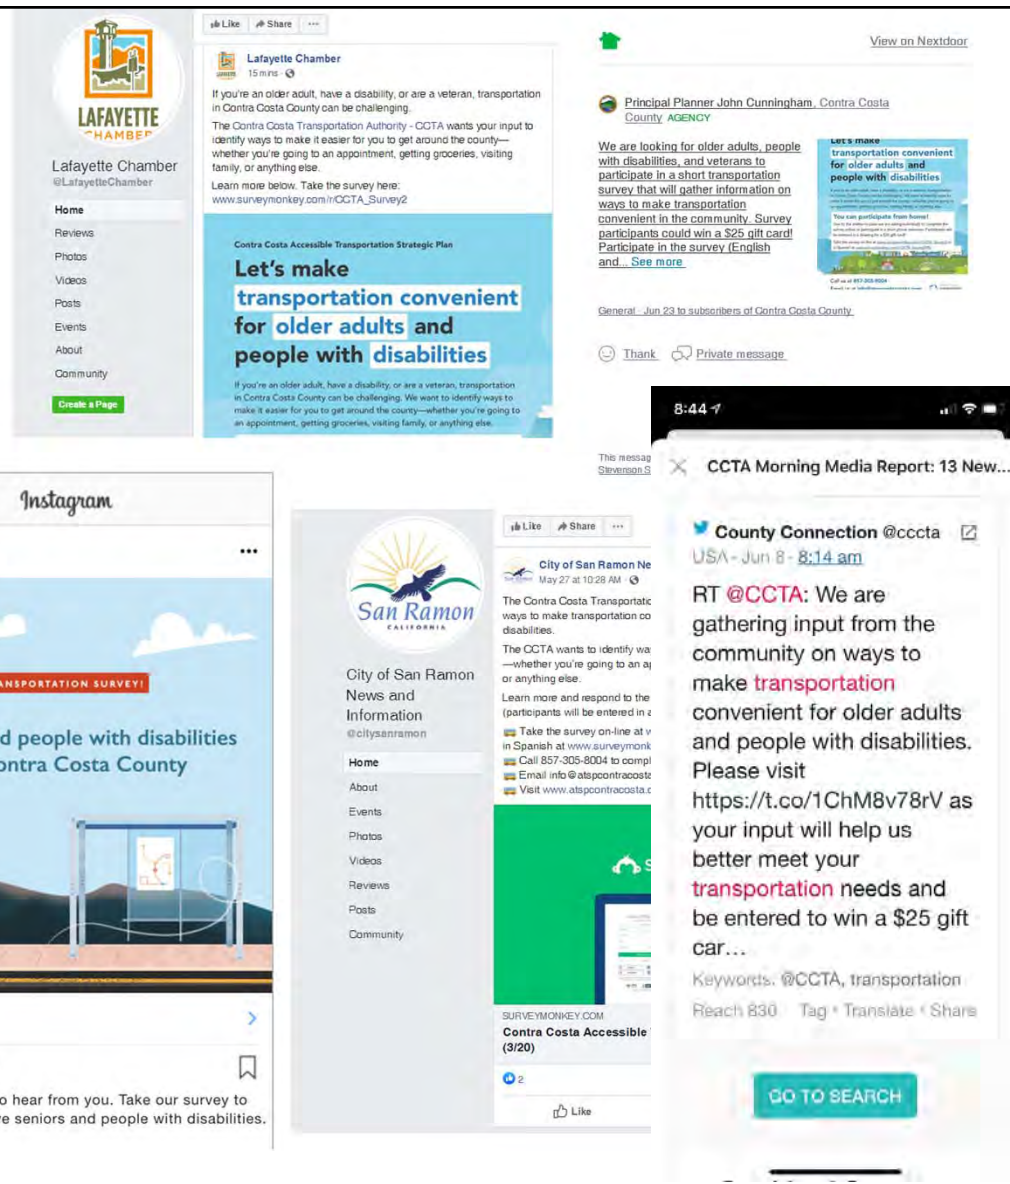 Like Share ...
LAFAYETTE
CHAMBER
Lafayette Chamber
@LafayetteChamber
Home
Reviews
Photos
Videos
Posts
Events
About
Community
Create a Page
Lafayette Chamber
15 mins ·
If you're an older adult, have a disability, or are a veteran, transportation
in Contra Costa County can be challenging.
The Contra Costa Transportation Authority - CCTA wants your input to
identify ways to make it easier for you to get around the county—
whether you're going to an appointment, getting groceries, visiting
family, or anything else.
Learn more below. Take the survey here:
www.surveymonkey.com/r/CCTA_Survey2
Contra Costa Accessible Transportation Strategic Plan
Let's make
transportation convenient
for older adults and
people with disabilities
If you're an older adult, have a disability, or are a veteran, transportation
in Contra Costa County can be challenging. We want to identify ways to
make it easier for you to get around the county—whether you're going to
an appointment, getting groceries, visiting family, or anything else.
View on Nextdoor
Principal Planner John Cunningham, Contra Costa
County AGENCY
We are looking for older adults, people
with disabilities, and veterans to
participate in a short transportation
survey that will gather information on
ways to make transportation
convenient in the community. Survey
participants could win a $25 gift card!
Participate in the survey (English
and... See more
Let's make
transportation convenient
for older adults and
people with disabilities
You can participate from home!
Call us at 857-305-8004
General · Jun 23 to subscribers of Contra Costa County
Thank Private message
This messag
Stevenson S
Instagram
...
ANSPORTATION SURVEY!
d people with disabilities
ontra Costa County
o hear from you. Take our survey to
e seniors and people with disabilities.
San Ramon
CALIFORNIA
City of San Ramon
News and
Information
@citysanramon
Home
About
Events
Photos
Videos
Reviews
Posts
Community
Like Share ...
City of San Ramon Ne
May 27 at 10:28 AM ·
The Contra Costa Transportatic
ways to make transportation co
disabilities.
The CCTA wants to identify wa
—whether you're going to an a
or anything else.
Learn more and respond to the
(participants will be entered in a
Take the survey on-line at w
in Spanish at www.surveymonk
Call 857-305-8004 to compl
Email info@atspcontracosta
Visit www.atspcontracosta.c
S
SURVEYMONKEY.COM
Contra Costa Accessible
(3/20)
2
Like
8:44
CCTA Morning Media Report: 13 New...
County Connection @cccta
USA - Jun 8 - 8:14 am
RT @CCTA: We are
gathering input from the
community on ways to
make transportation
convenient for older adults
and people with disabilities.
Please visit
https://t.co/1ChM8v78rV as
your input will help us
better meet your
transportation needs and
be entered to win a $25 gift
car...
Keywords. @CCTA, transportation
Reach 830 Tag • Translate • Share
GO TO SEARCH